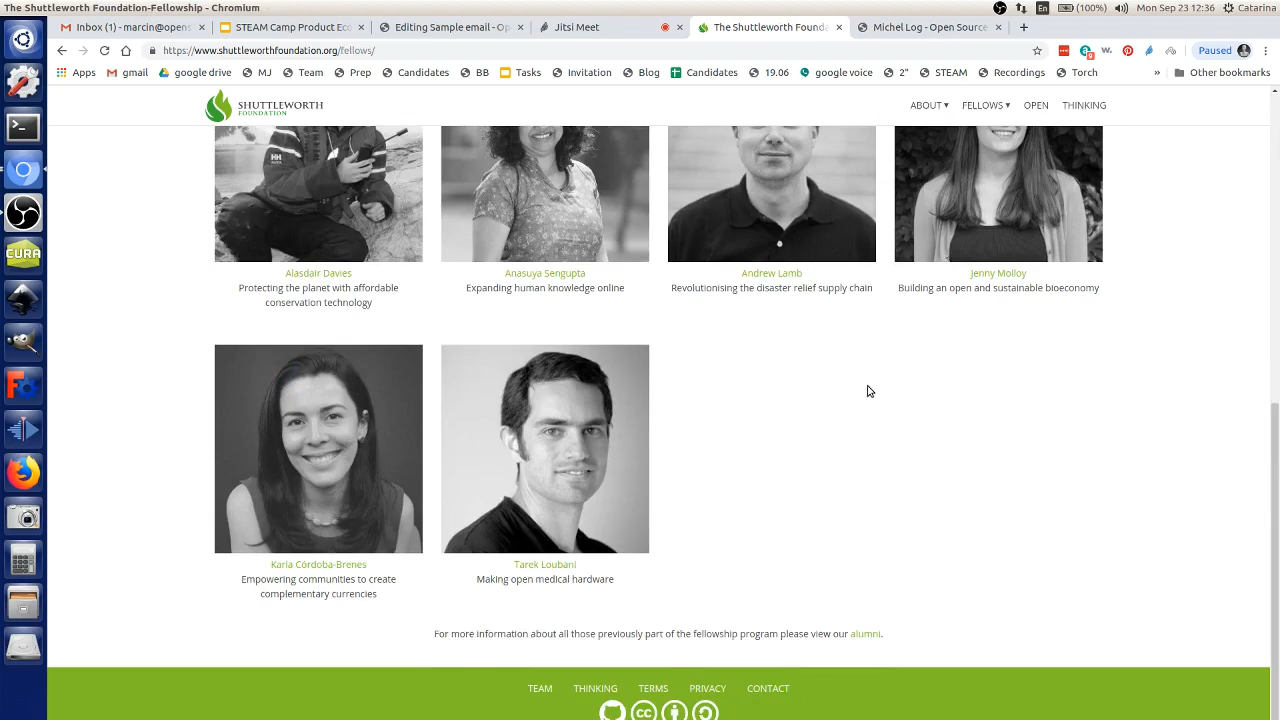 The Shuttleworth Foundation-Fellowship - Chromium
En (100%) Mon Sep 23 12:36 Catarina
Inbox (1) - marcin@opens STEAM Camp Product Eco Editing Sample email - Op Jitsi Meet The Shuttleworth Founda Michel Log - Open Source
https://www.shuttleworthfoundation.org/fellows/ Paused
Apps gmail google drive MJ Team Prep Candidates BB Tasks Invitation Blog Candidates 19.06 google voice 2" STEAM Recordings Torch » Other bookmarks
SHUTTLEWORTH
FOUNDATION
ABOUT ▾ FELLOWS ▾ OPEN THINKING
Alasdair Davies
Protecting the planet with affordable
conservation technology
Anasuya Sengupta
Expanding human knowledge online
Andrew Lamb
Revolutionising the disaster relief supply chain
Jenny Molloy
Building an open and sustainable bioeconomy
Karla Córdoba-Brenes
Empowering communities to create
complementary currencies
Tarek Loubani
Making open medical hardware
For more information about all those previously part of the fellowship program please view our alumni.
TEAM THINKING TERMS PRIVACY CONTACT
CURA